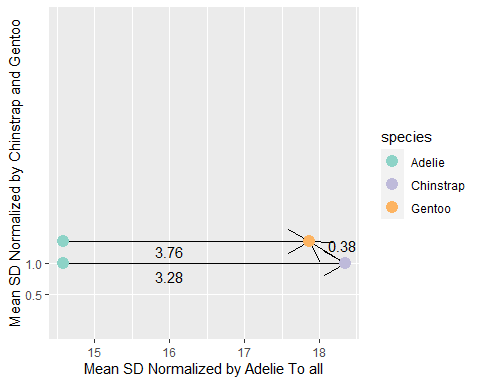 Mean SD Normalized by Chinstrap and Gentoo
1.0
0.5
3.76
0.38
3.28
15 16 17 18
Mean SD Normalized by Adelie To all
species
Adelie
Chinstrap
Gentoo